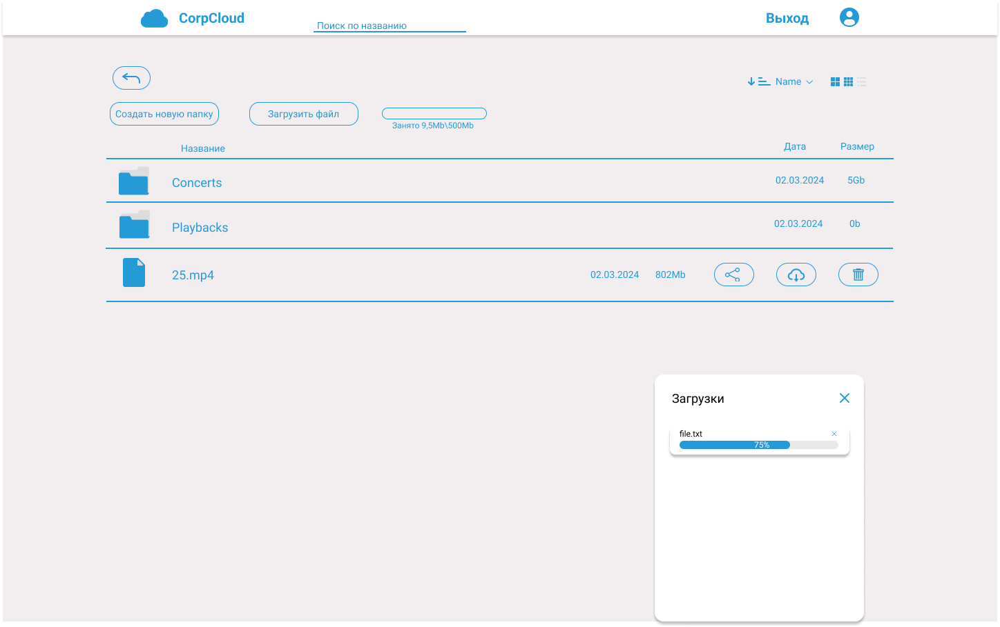 CorpCloud
Поиск по названию
Выход
Name
Создать новую папку
Загрузить файл
Занято 9,5Mb\500Mb
Название
Дата
Размер
Concerts
02.03.2024
5Gb
Playbacks
02.03.2024
0b
25.mp4
02.03.2024
802Mb
Загрузки
file.txt
75%